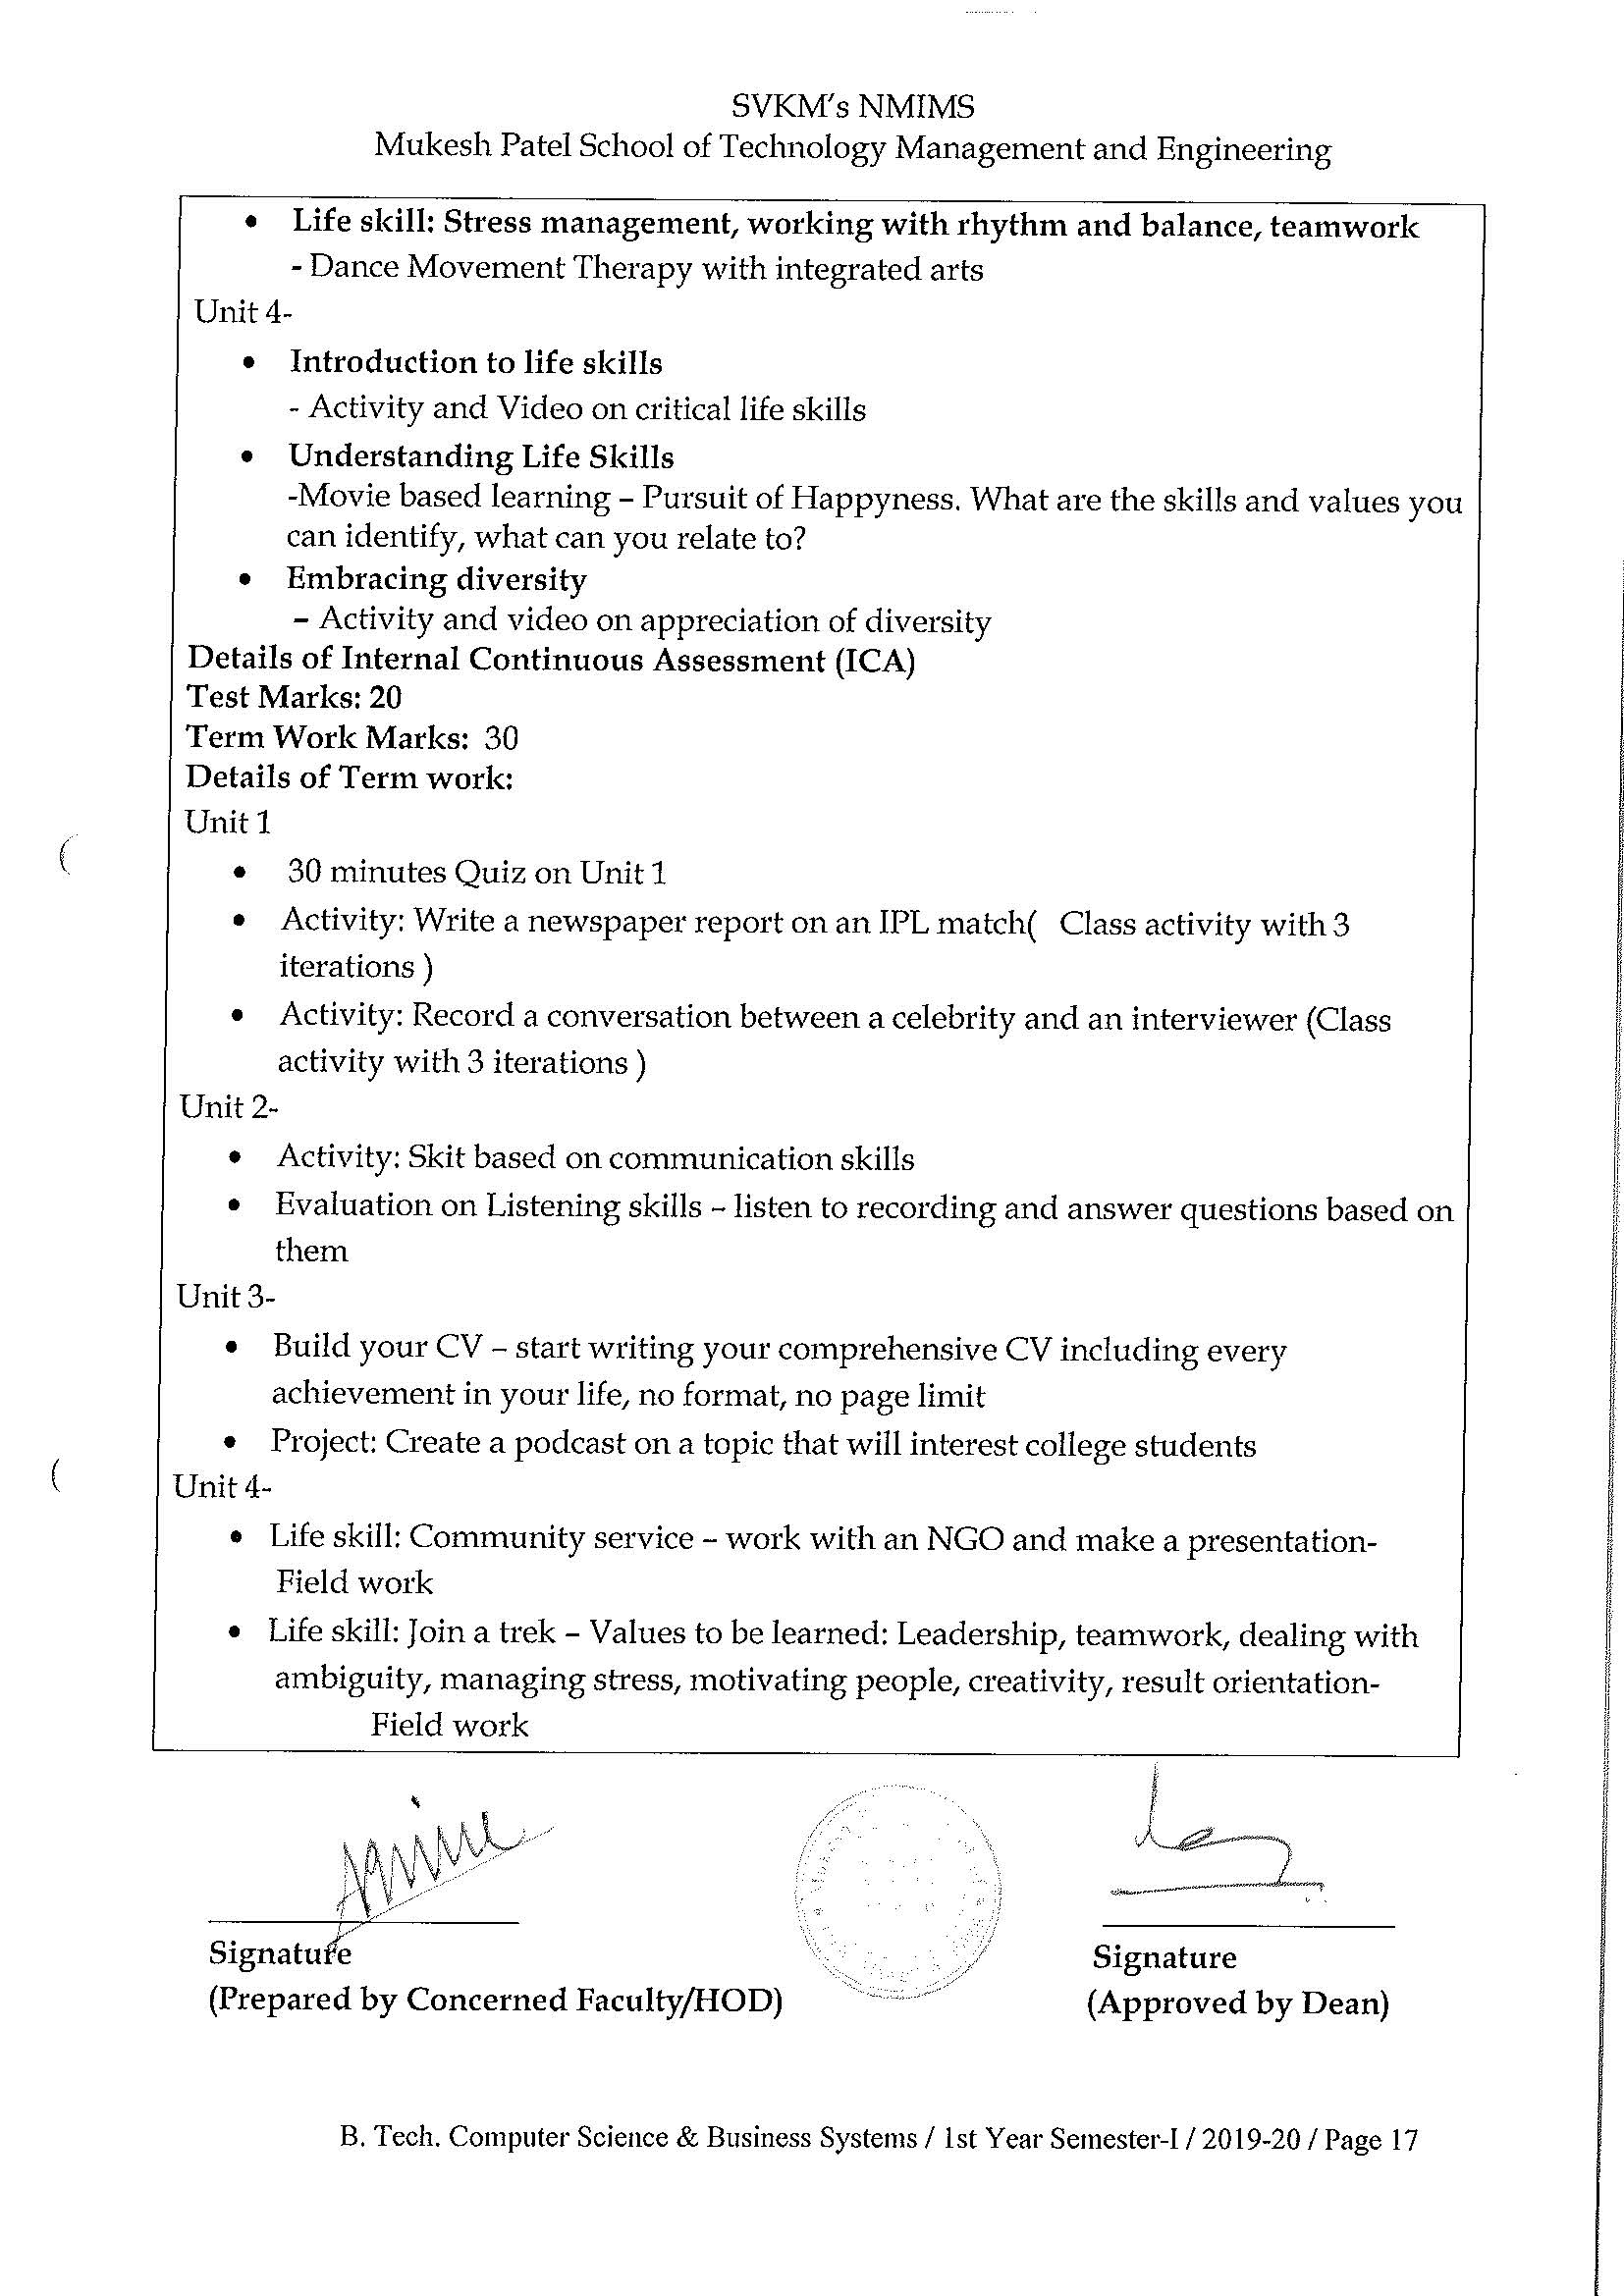 SVKM's NMIMS
Mukesh Patel School of Technology Management and Engineering
• Life skill: Stress management, working with rhythm and balance, teamwork
- Dance Movement Therapy with integrated arts
Unit 4-
• Introduction to life skills
- Activity and Video on critical life skills
• Understanding Life Skills
-Movie based learning – Pursuit of Happyness. What are the skills and values you
can identify, what can you relate to?
• Embracing diversity
– Activity and video on appreciation of diversity
Details of Internal Continuous Assessment (ICA)
Test Marks: 20
Term Work Marks: 30
Details of Term work:
Unit 1
• 30 minutes Quiz on Unit 1
• Activity: Write a newspaper report on an IPL match( Class activity with 3
iterations )
• Activity: Record a conversation between a celebrity and an interviewer (Class
activity with 3 iterations )
Unit 2-
• Activity: Skit based on communication skills
• Evaluation on Listening skills – listen to recording and answer questions based on
them
Unit 3-
• Build your CV – start writing your comprehensive CV including every
achievement in your life, no format, no page limit
• Project: Create a podcast on a topic that will interest college students
Unit 4-
• Life skill: Community service – work with an NGO and make a presentation-
Field work
• Life skill: Join a trek – Values to be learned: Leadership, teamwork, dealing with
ambiguity, managing stress, motivating people, creativity, result orientation-
Field work
Signature
(Prepared by Concerned Faculty/HOD)
Signature
(Approved by Dean)
B. Tech. Computer Science & Business Systems / 1st Year Semester-I / 2019-20 / Page 17